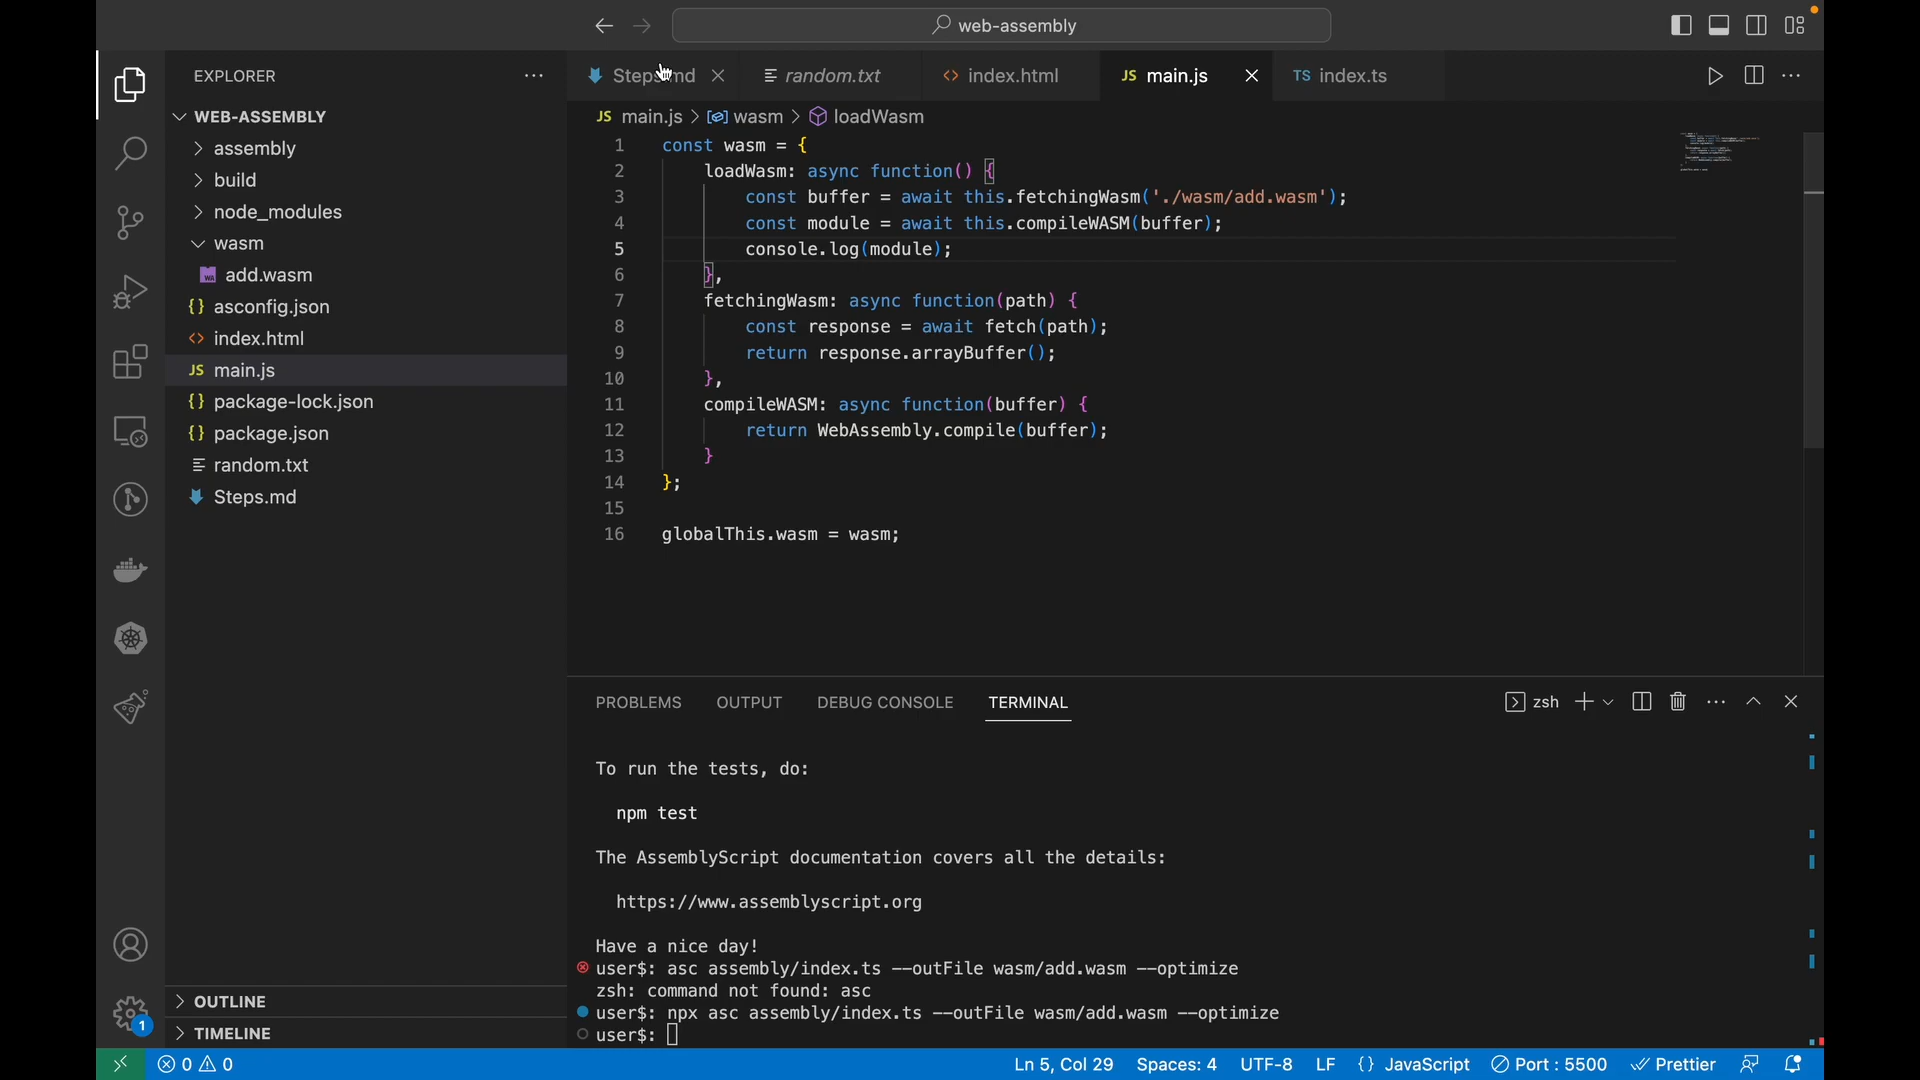 web-assembly
EXPLORER
WEB-ASSEMBLY
assembly
build
node_modules
wasm
add.wasm
asconfig.json
index.html
JS main.js
package-lock.json
package.json
random.txt
Steps.md
OUTLINE
TIMELINE
1
Steps.md
random.txt
index.html
JS main.js
TS index.ts
JS main.js > wasm > loadWasm
1 const wasm = {
2 loadWasm: async function() {
3 const buffer = await this.fetchingWasm('./wasm/add.wasm');
4 const module = await this.compileWASM(buffer);
5 console.log(module);
6 },
7 fetchingWasm: async function(path) {
8 const response = await fetch(path);
9 return response.arrayBuffer();
10 },
11 compileWASM: async function(buffer) {
12 return WebAssembly.compile(buffer);
13 }
14 };
15
16 globalThis.wasm = wasm;
PROBLEMS OUTPUT DEBUG CONSOLE TERMINAL
zsh
To run the tests, do:
npm test
The AssemblyScript documentation covers all the details:
https://www.assemblyscript.org
Have a nice day!
user$: asc assembly/index.ts --outFile wasm/add.wasm --optimize
zsh: command not found: asc
user$: npx asc assembly/index.ts --outFile wasm/add.wasm --optimize
user$:
0 0
Ln 5, Col 29 Spaces: 4 UTF-8 LF {} JavaScript Port : 5500 Prettier